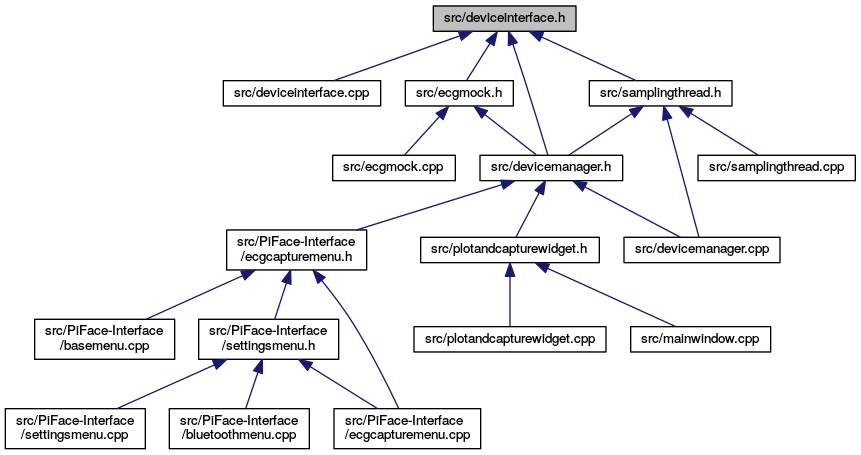 src/deviceinterface.h
src/deviceinterface.cpp
src/ecgmock.h
src/samplingthread.h
src/ecgmock.cpp
src/devicemanager.h
src/samplingthread.cpp
src/PiFace-Interface
/ecgcapturemenu.h
src/plotandcapturewidget.h
src/devicemanager.cpp
src/PiFace-Interface
/basemenu.cpp
src/PiFace-Interface
/settingsmenu.h
src/plotandcapturewidget.cpp
src/mainwindow.cpp
src/PiFace-Interface
/settingsmenu.cpp
src/PiFace-Interface
/bluetoothmenu.cpp
src/PiFace-Interface
/ecgcapturemenu.cpp